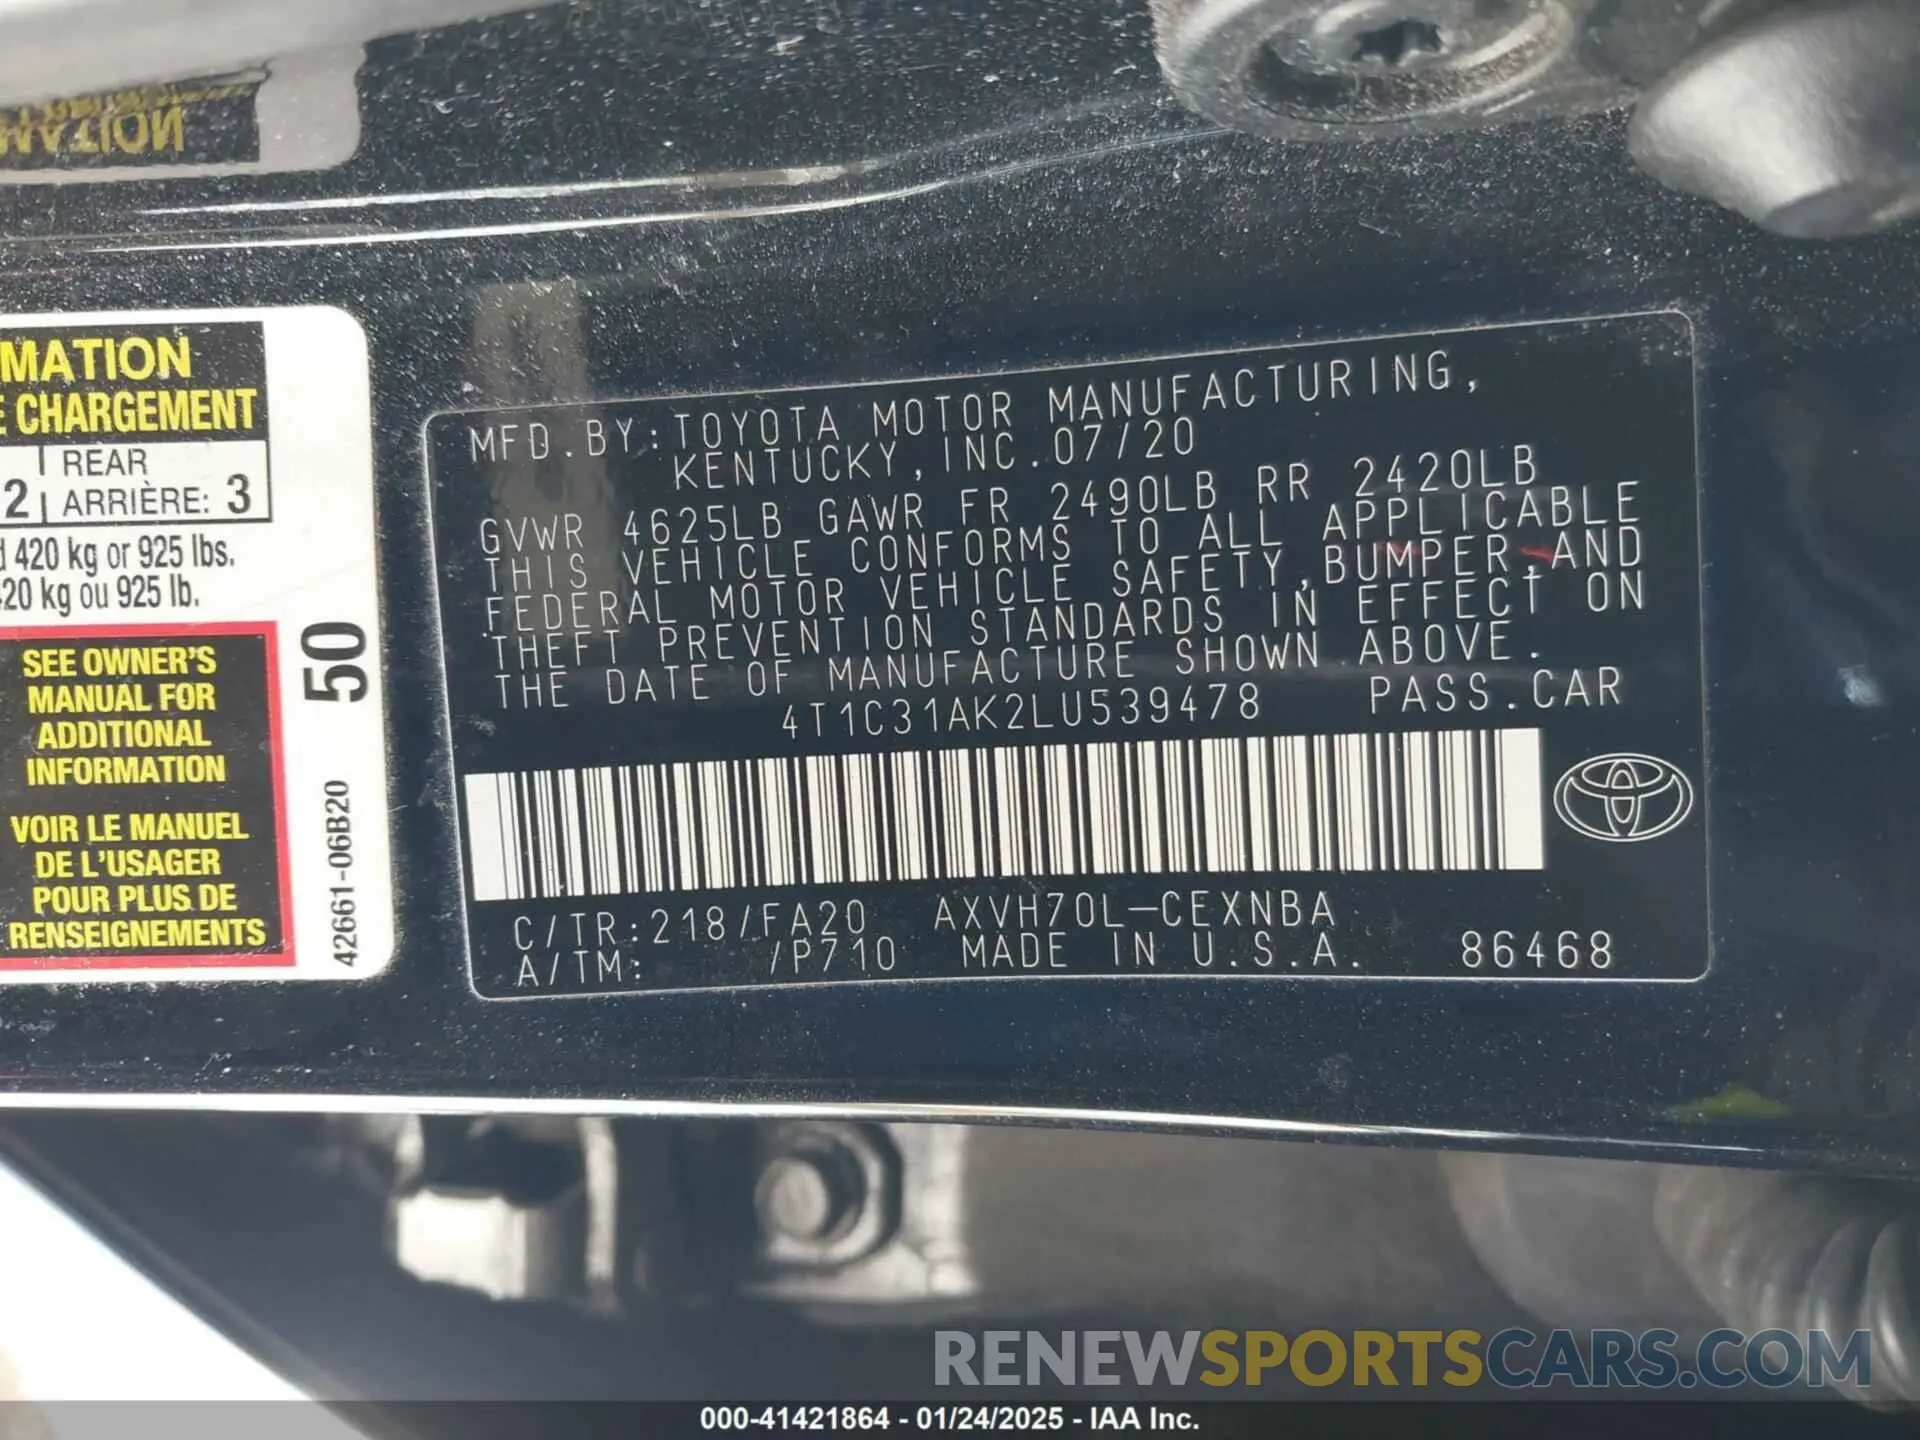 MATION
MATION
E CHARGEMENT
2 REAR
ARRIÈRE: 3
420 kg or 925 lbs.
420 kg ou 925 lb.
SEE OWNER'S
MANUAL FOR
ADDITIONAL
INFORMATION
VOIR LE MANUEL
DE L'USAGER
POUR PLUS DE
RENSEIGNEMENTS
50
42661-06B20
MFD.BY:TOYOTA MOTOR MANUFACTURING,
KENTUCKY,INC.07/20
GVWR 4625LB GAWR FR 2490LB RR 2420LB
THIS VEHICLE CONFORMS TO ALL APPLICABLE
FEDERAL MOTOR VEHICLE SAFETY,BUMPER,AND
THEFT PREVENTION STANDARDS IN EFFECT ON
THE DATE OF MANUFACTURE SHOWN ABOVE.
4T1C31AK2LU539478 PASS.CAR
C/TR:218/FA20 AXVH70L-CEXNBA
A/TM: /P710 MADE IN U.S.A. 86468
RENEWSPORTSCARS.COM
000-41421864 - 01/24/2025 - IAA Inc.